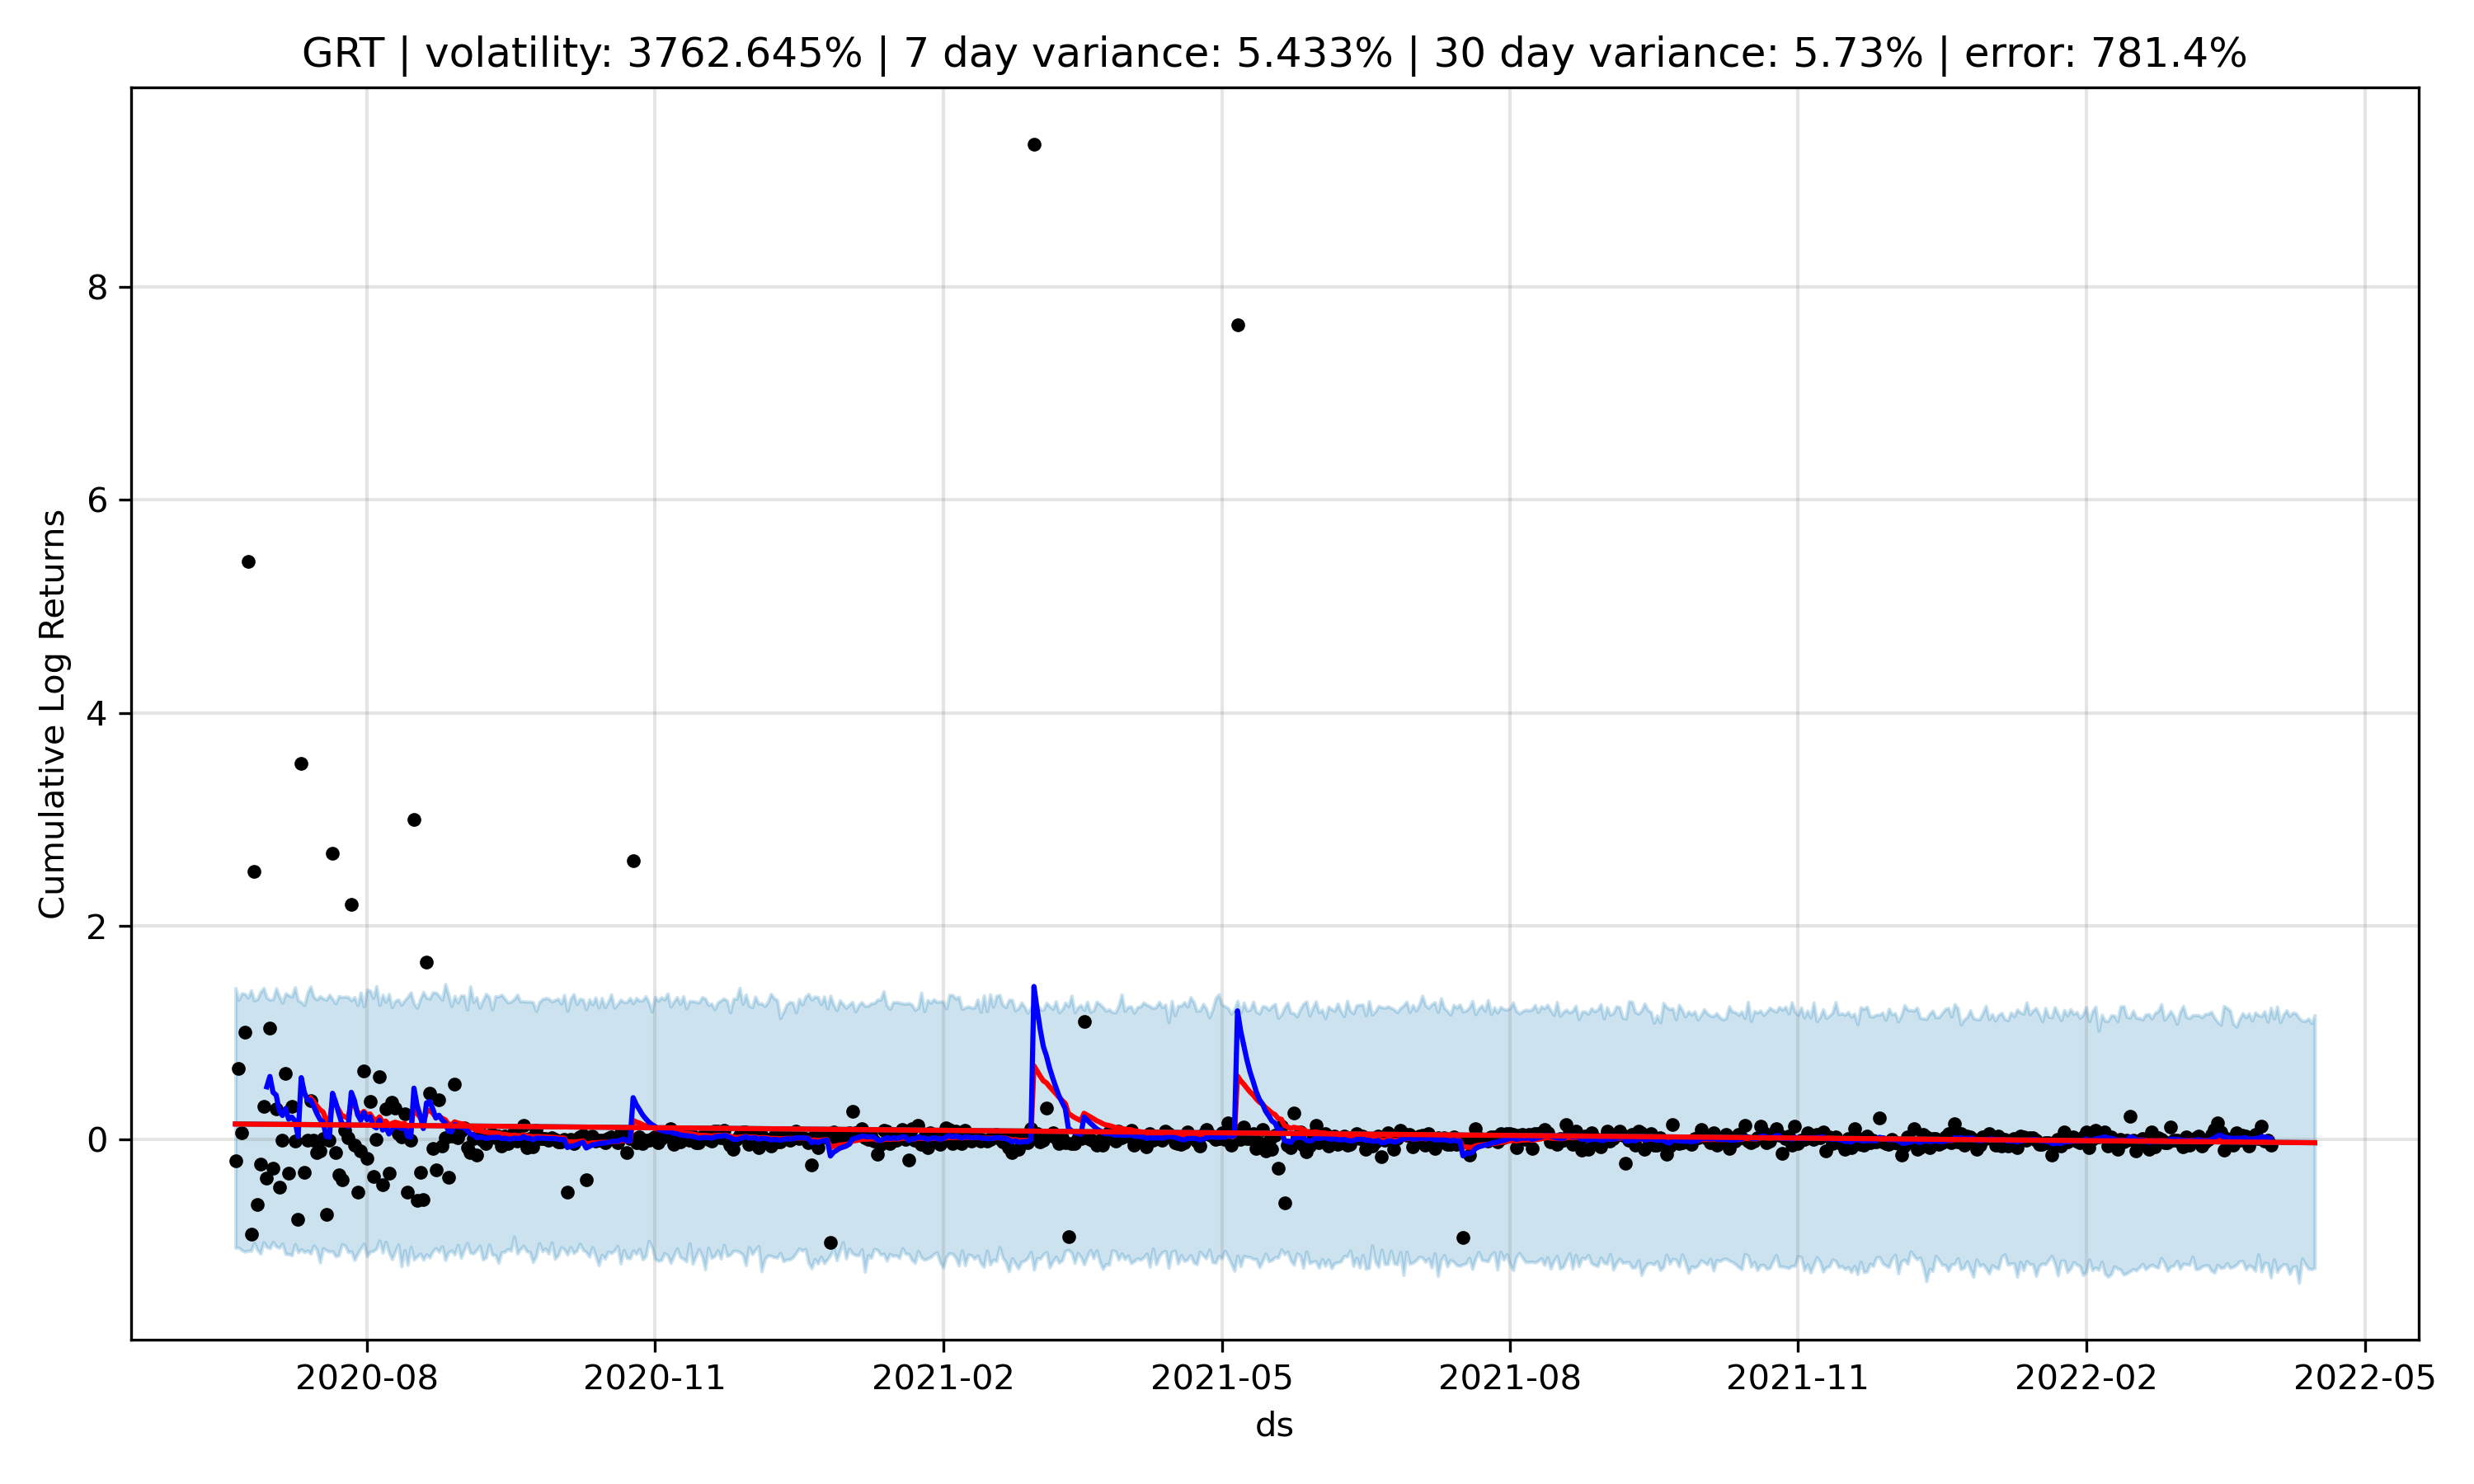 GRT | volatility: 3762.645% | 7 day variance: 5.433% | 30 day variance: 5.73% | error: 781.4%
Cumulative Log Returns
8
6
4
2
0
2020-08 2020-11 2021-02 2021-05 2021-08 2021-11 2022-02 2022-05
ds